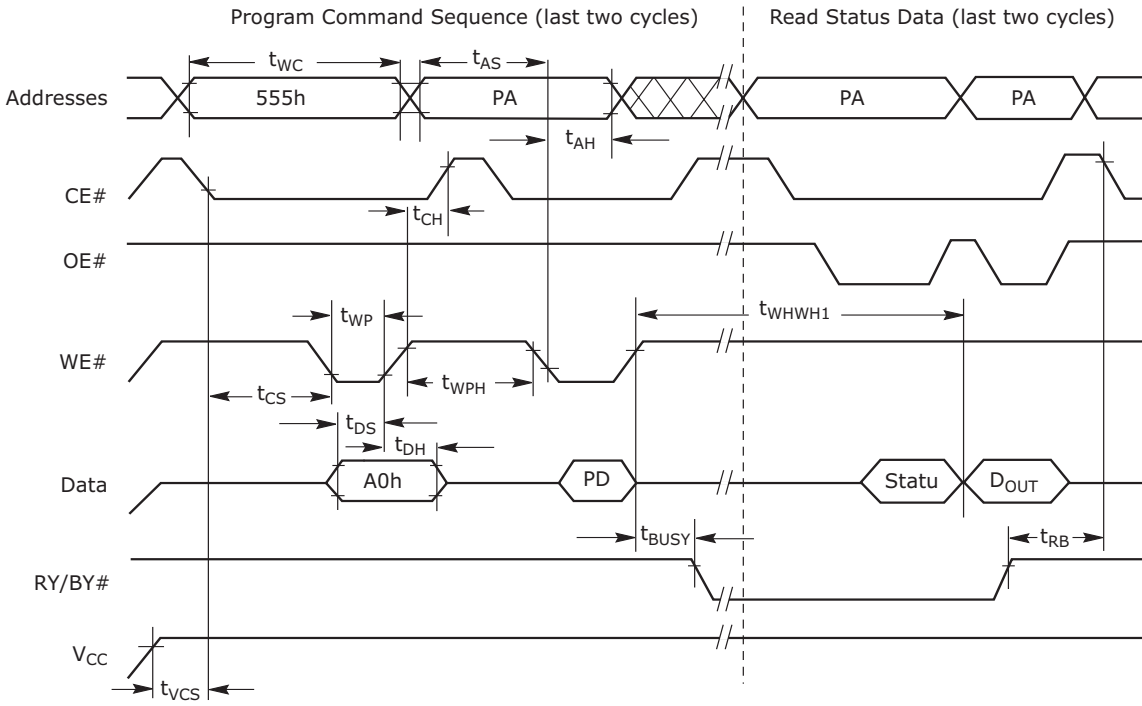 Program Command Sequence (last two cycles)
Read Status Data (last two cycles)
tWC
tAS
Addresses
555h
PA
PA
PA
tAH
CE#
tCH
OE#
tWP
tWHWH1
WE#
tCS
tWPH
tDS
tDH
Data
A0h
PD
Statu
DOUT
tBUSY
tRB
RY/BY#
VCC
tVCS